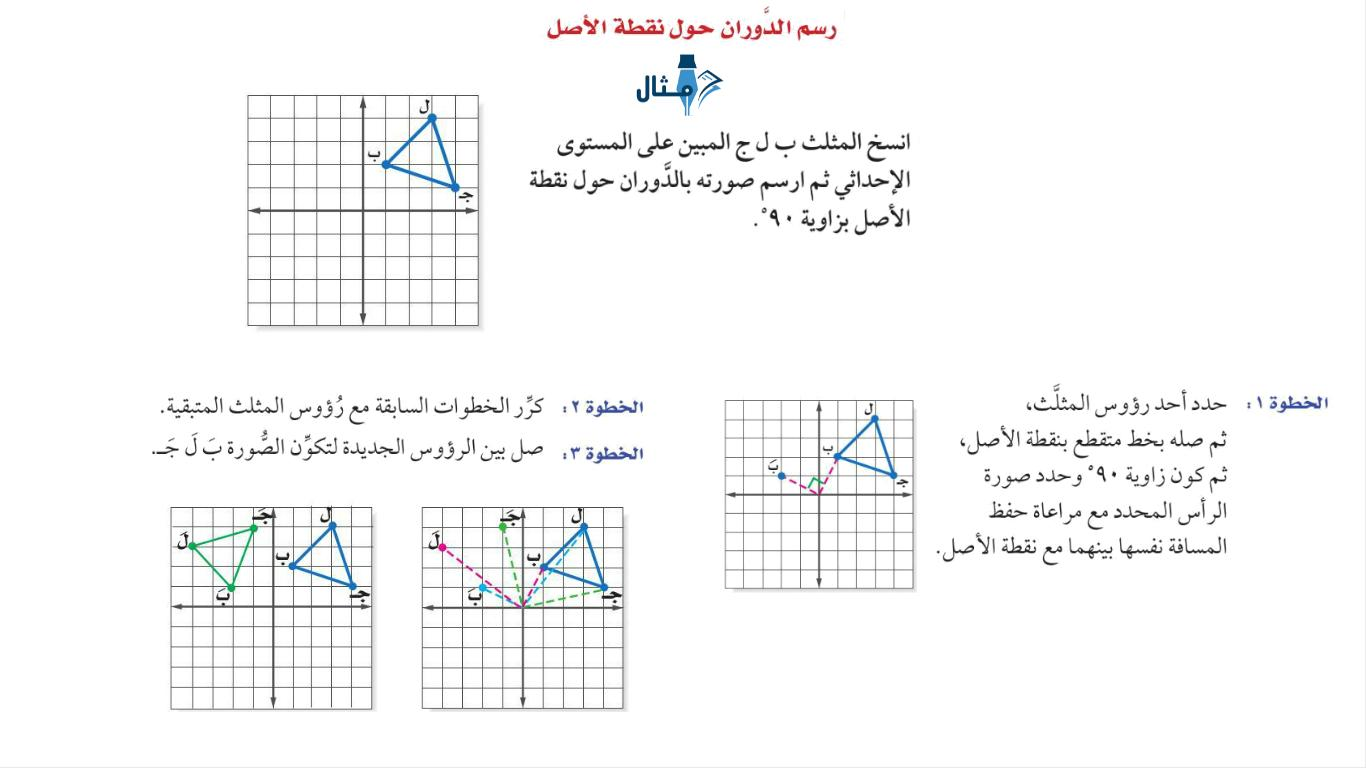 رسم الدَّوران حول نقطة الأصل
مثال
انسخ المثلث ب ل ج المبين على المستوى
الإحداثي ثم ارسم صورته بالدَّوران حول نقطة
الأصل بزاوية ٩٠°.
ل
ب
جـ
الخطوة ١: حدد أحد رؤوس المثلَّث،
ثم صله بخط متقطع بنقطة الأصل،
ثم كون زاوية ٩٠° وحدد صورة
الرأس المحدد مع مراعاة حفظ
المسافة نفسها بينهما مع نقطة الأصل.
ل
ب
جـ
بَ
الخطوة ٢: كرِّر الخطوات السابقة مع رُؤوس المثلث المتبقية.
الخطوة ٣: صل بين الرؤوس الجديدة لتكوِّن الصُّورة بَ لَ جَـ.
ل
جَـ
لَ
ب
جـ
بَ
ل
جَـ
لَ
ب
جـ
بَ